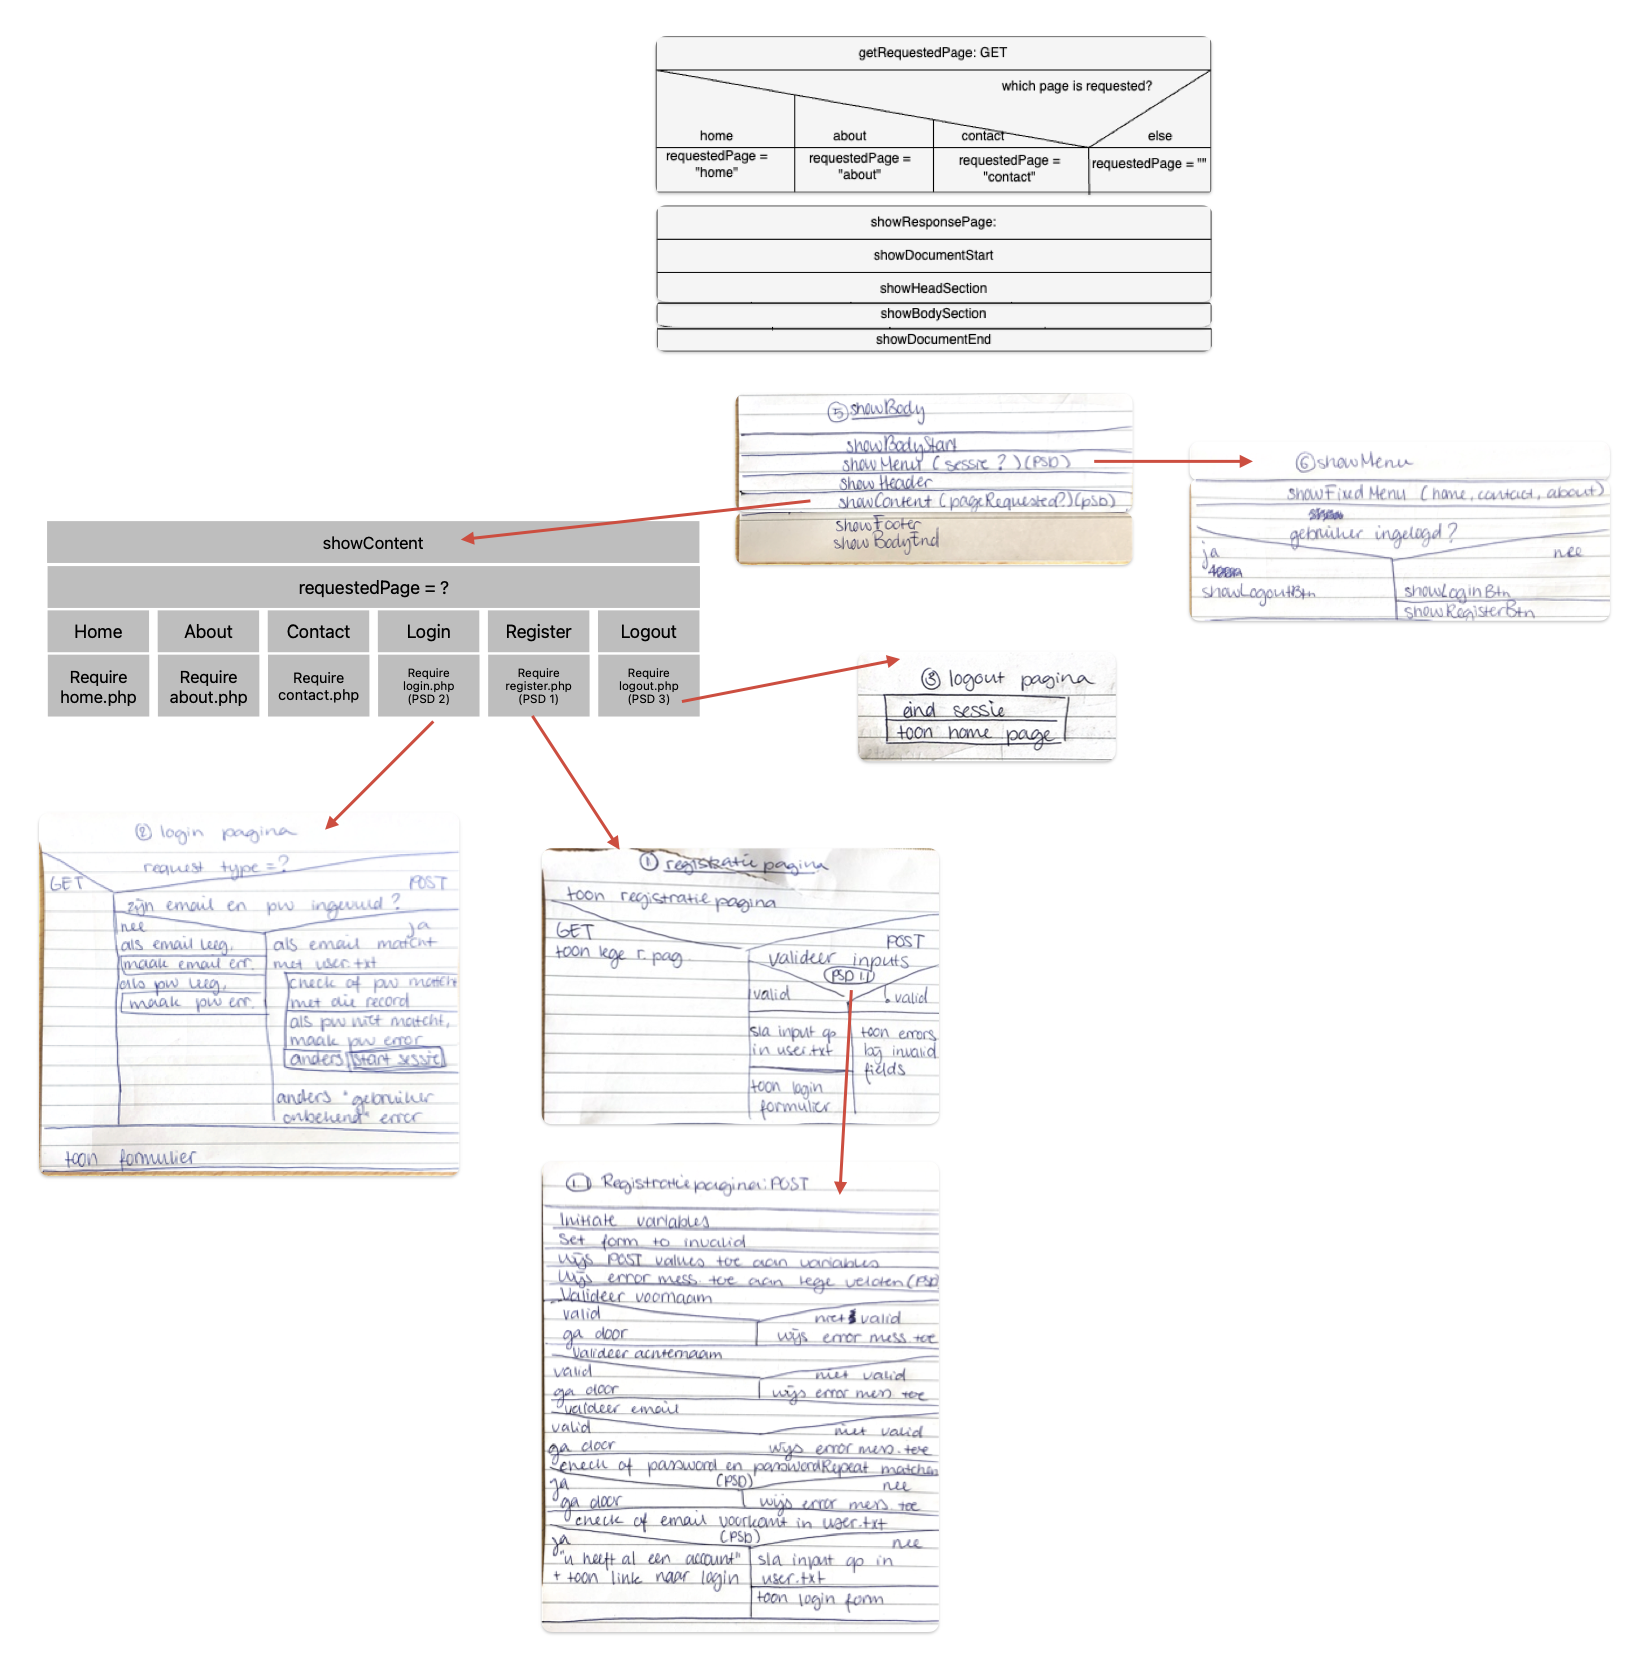 getRequestedPage: GET
which page is requested?
home
about
contact
else
requestedPage =
"home"
requestedPage =
"about"
requestedPage =
"contact"
requestedPage = ""
showResponsePage:
showDocumentStart
showHeadSection
showBodySection
showDocumentEnd
⑤ showBody
showBodyStart
showMenu (sessie?) (PSD)
showHeader
showContent (pageRequested?) (PSD)
showFooter
showBodyEnd
⑥ showMenu
showFixedMenu (home, contact, about)
gebruiker ingelogd?
ja
nee
showLogoutBtn
showLoginBtn
showRegisterBtn
showContent
requestedPage = ?
Home
About
Contact
Login
Register
Logout
Require
home.php
Require
about.php
Require
contact.php
Require
login.php
(PSD 2)
Require
register.php
(PSD 1)
Require
logout.php
(PSD 3)
③ logout pagina
eind sessie
toon home page
② login pagina
request type =?
GET
POST
zijn email en pw ingevuld?
nee
ja
als email leeg,
maak email err.
als pw leeg,
maak pw err.
als email matcht
met user.txt
check of pw matcht
met die record
als pw niet matcht,
maak pw error
anders start sessie
anders "gebruiker
onbekend" error
toon formulier
① registratie pagina
toon registratie pagina
GET
POST
toon lege r. pag.
valideer inputs
PSD 1.1
valid
!valid
sla input op
in user.txt
toon login
formulier
toon errors
bij invalid
fields
1. Registratiepagina: POST
Initiate variables
Set form to invalid
Wijs POST values toe aan variables
Wijs error mess. toe aan lege velden (PSD
Valideer voornaam
valid
niet valid
ga door
wijs error mess. toe
Valideer achternaam
valid
niet valid
ga door
wijs error mess. toe
valideer email
valid
niet valid
ga door
wijs error mess. toe
check of password en passwordRepeat matchen
(PSD)
ja
nee
ga door
wijs error mess. toe
check of email voorkomt in user.txt
(PSD)
ja
nee
"u heeft al een account"
+ toon link naar login
sla input op in
user.txt
toon login form